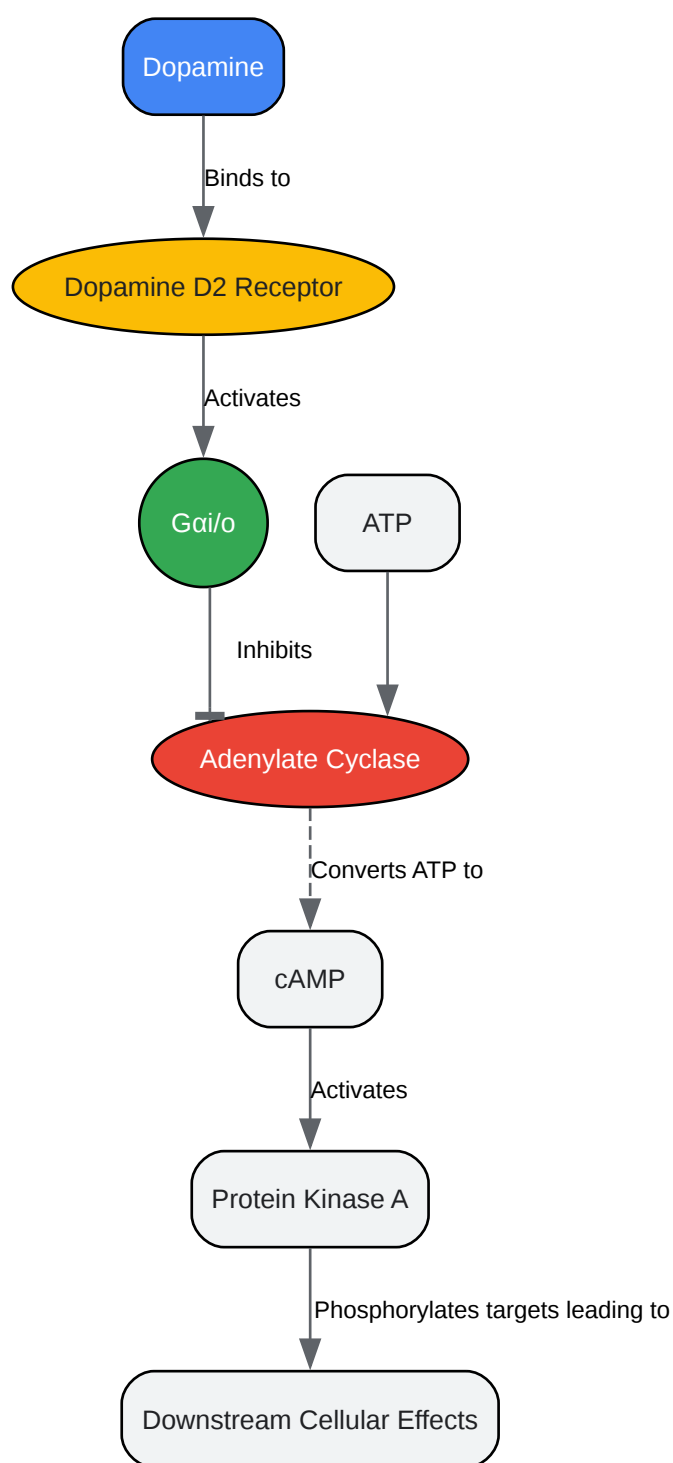 Dopamine
Binds to
Dopamine D2 Receptor
Activates
Gαi/o
ATP
Inhibits
Adenylate Cyclase
Converts ATP to
cAMP
Activates
Protein Kinase A
Phosphorylates targets leading to
Downstream Cellular Effects